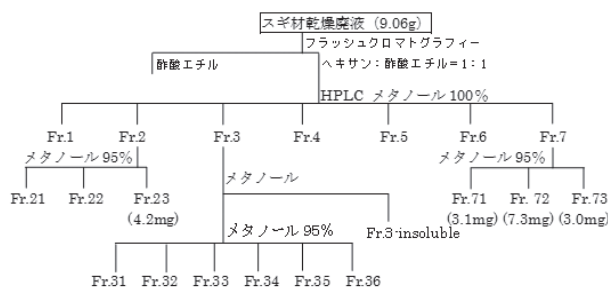 スギ材乾燥廃液（9.06g）
フラッシュクロマトグラフィー
酢酸エチル
ヘキサン：酢酸エチル＝1：1
HPLC メタノール 100%
Fr.1 Fr.2 Fr.3 Fr.4 Fr.5 Fr.6 Fr.7
メタノール 95% メタノール 95%
メタノール
Fr.21 Fr.22 Fr.23 Fr.71 Fr. 72 Fr.73
(4.2mg) (3.1mg) (7.3mg) (3.0mg)
メタノール 95% Fr.3-insoluble
Fr.31 Fr.32 Fr.33 Fr.34 Fr.35 Fr.36